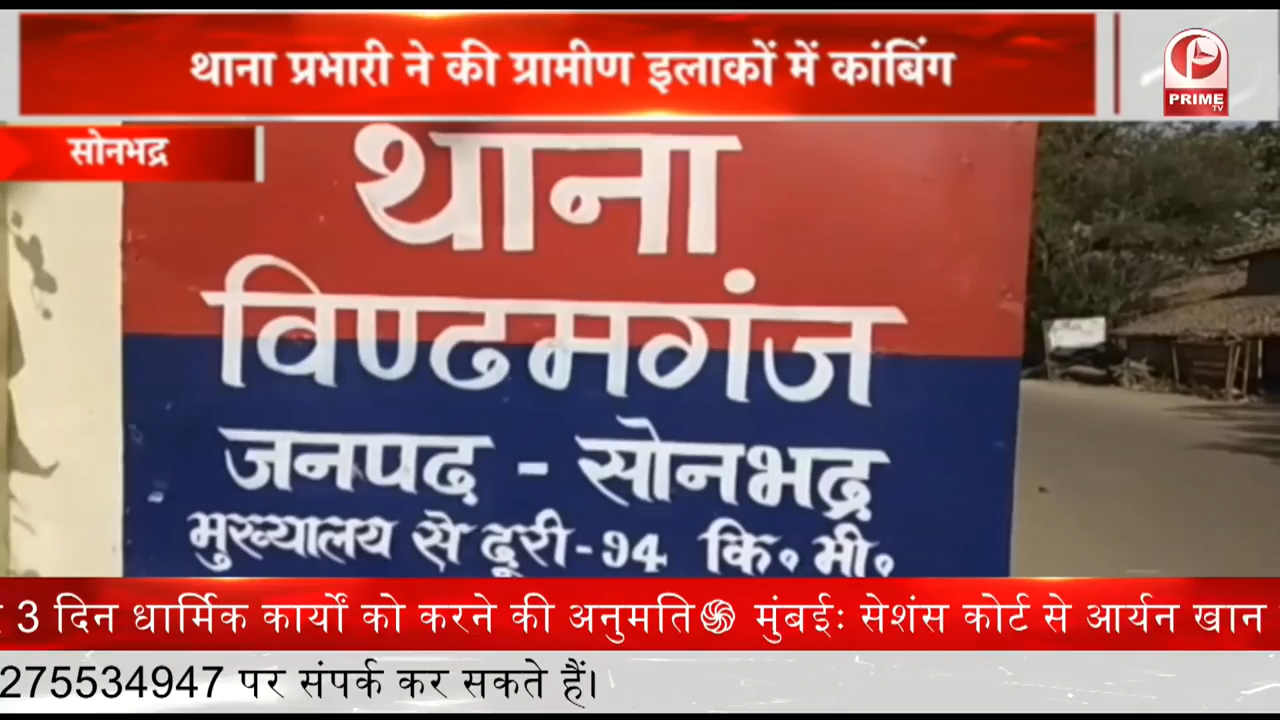 थाना प्रभारी ने की ग्रामीण इलाकों में कांबिंग
PRIME
TV
सोनभद्र
थाना
विण्ढमगंज
जनपद - सोनभद्र
मुख्यालय से दूरी-94 कि॰ मी॰
3 दिन धार्मिक कार्यों को करने की अनुमति मुंबईः सेशंस कोर्ट से आर्यन खान
275534947 पर संपर्क कर सकते हैं।